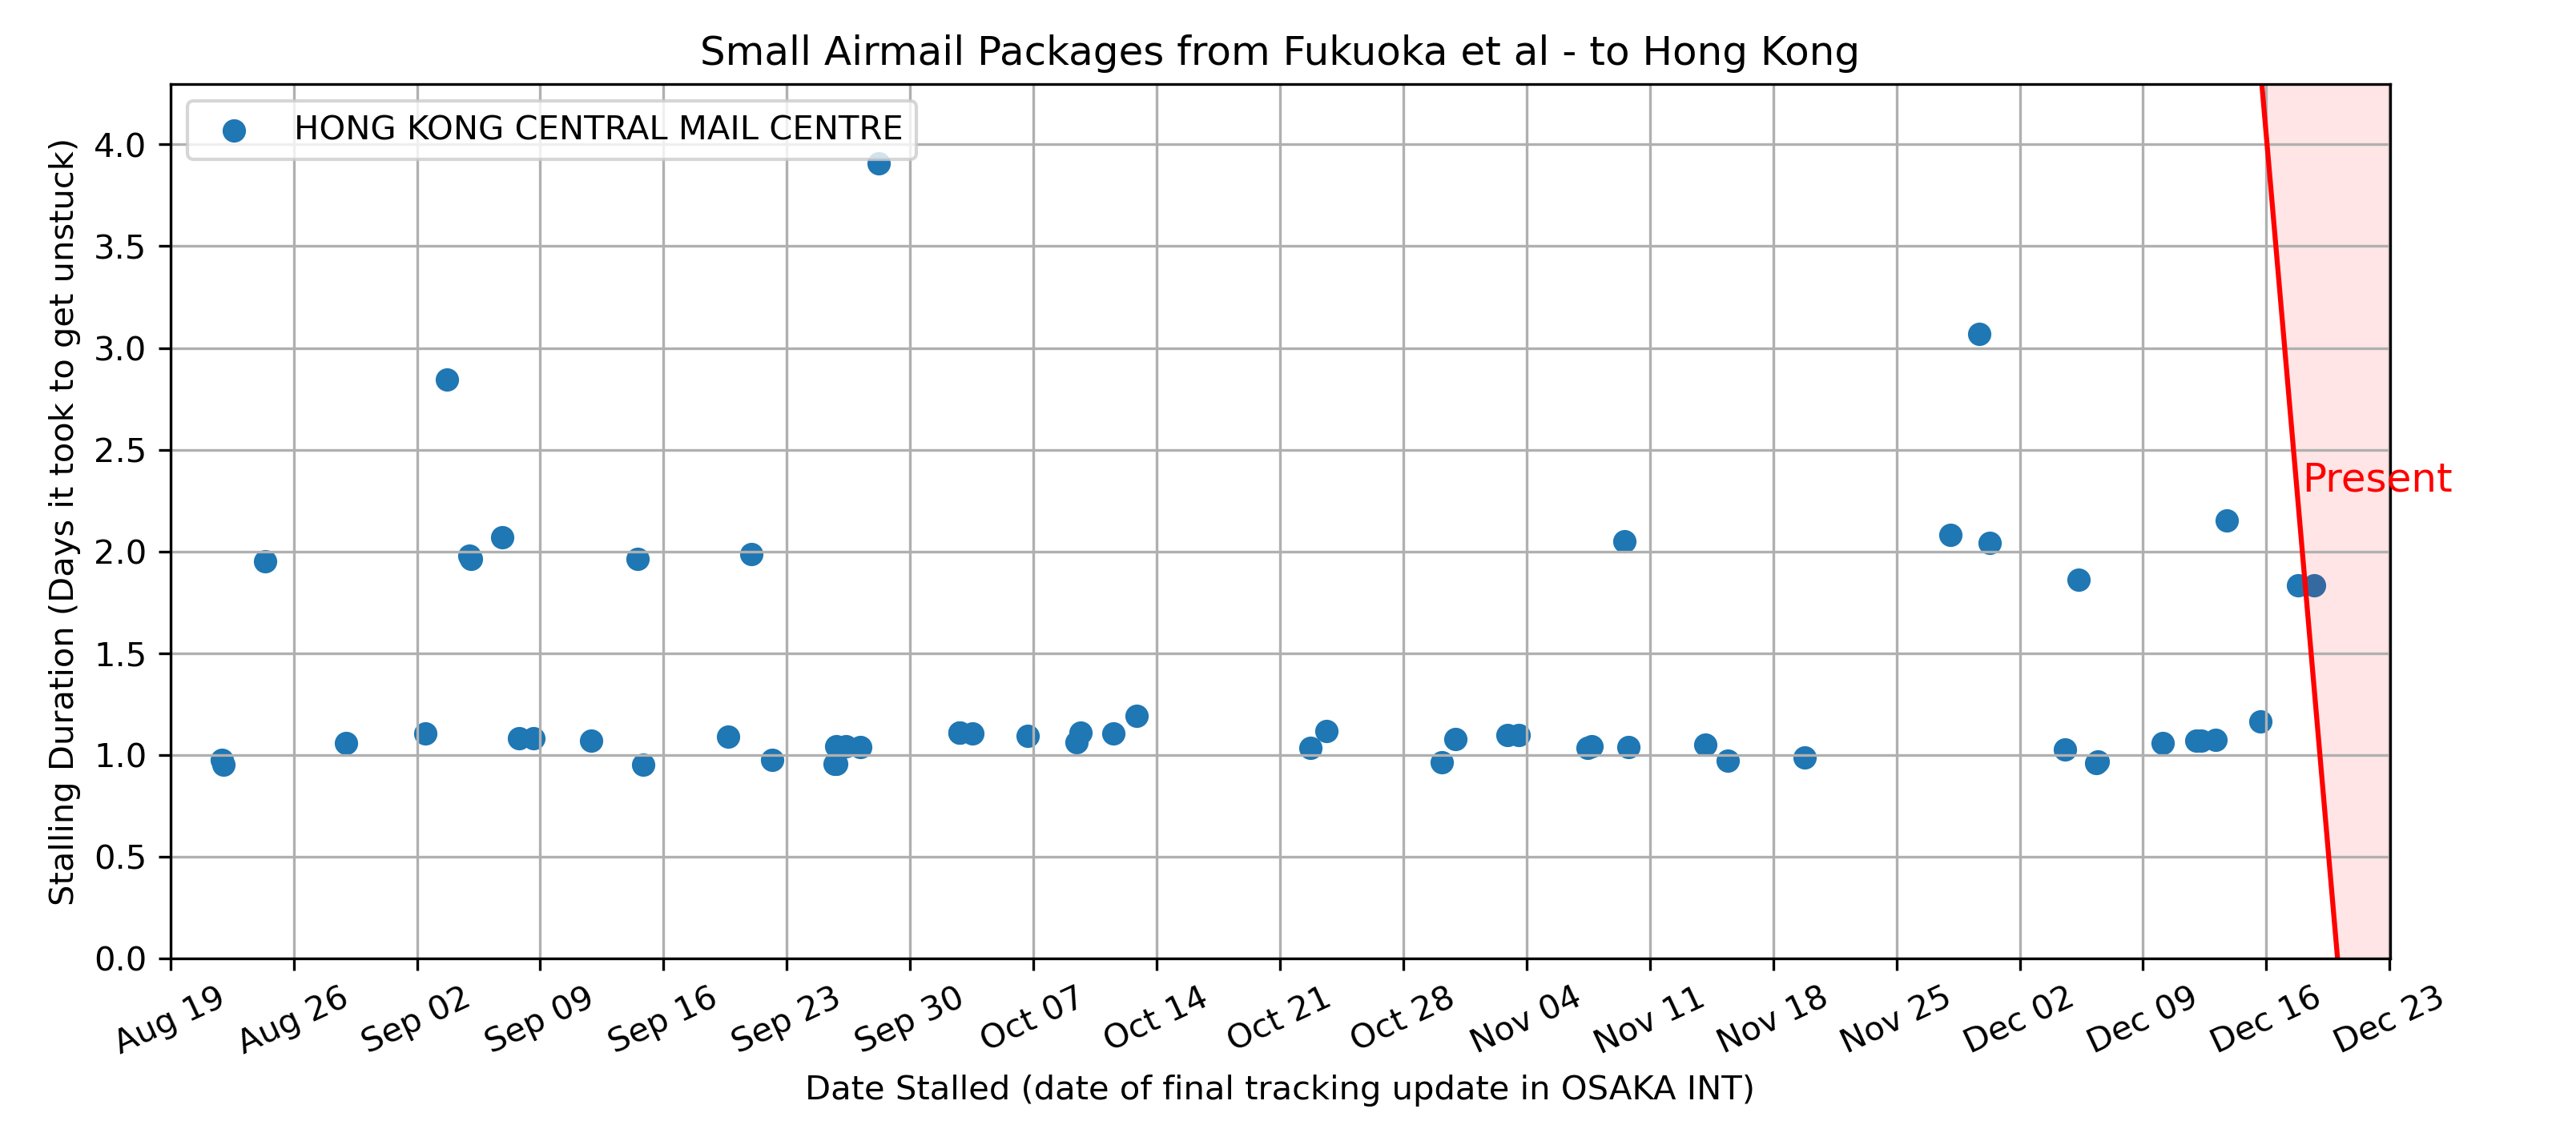 Small Airmail Packages from Fukuoka et al - to Hong Kong
HONG KONG CENTRAL MAIL CENTRE
Stalling Duration (Days it took to get unstuck)
4.0
3.5
3.0
2.5
2.0
1.5
1.0
0.5
0.0
Present
Aug 19
Aug 26
Sep 02
Sep 09
Sep 16
Sep 23
Sep 30
Oct 07
Oct 14
Oct 21
Oct 28
Nov 04
Nov 11
Nov 18
Nov 25
Dec 02
Dec 09
Dec 16
Dec 23
Date Stalled (date of final tracking update in OSAKA INT)